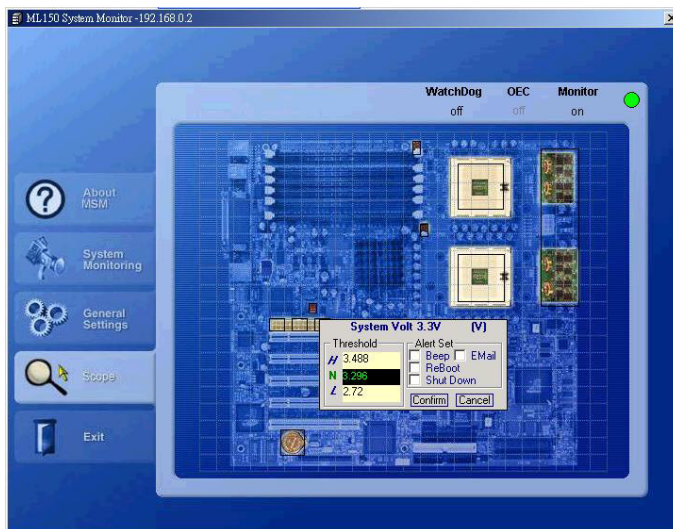 ML150 System Monitor -192.168.0.2
WatchDog OEC Monitor
off off on
About
MSM
System
Monitoring
General
Settings
Scope
Exit
System Volt 3.3V (V)
Threshold
H 3.488
N 3.296
L 2.72
Alert Set
Beep EMail
ReBoot
Shut Down
Confirm Cancel